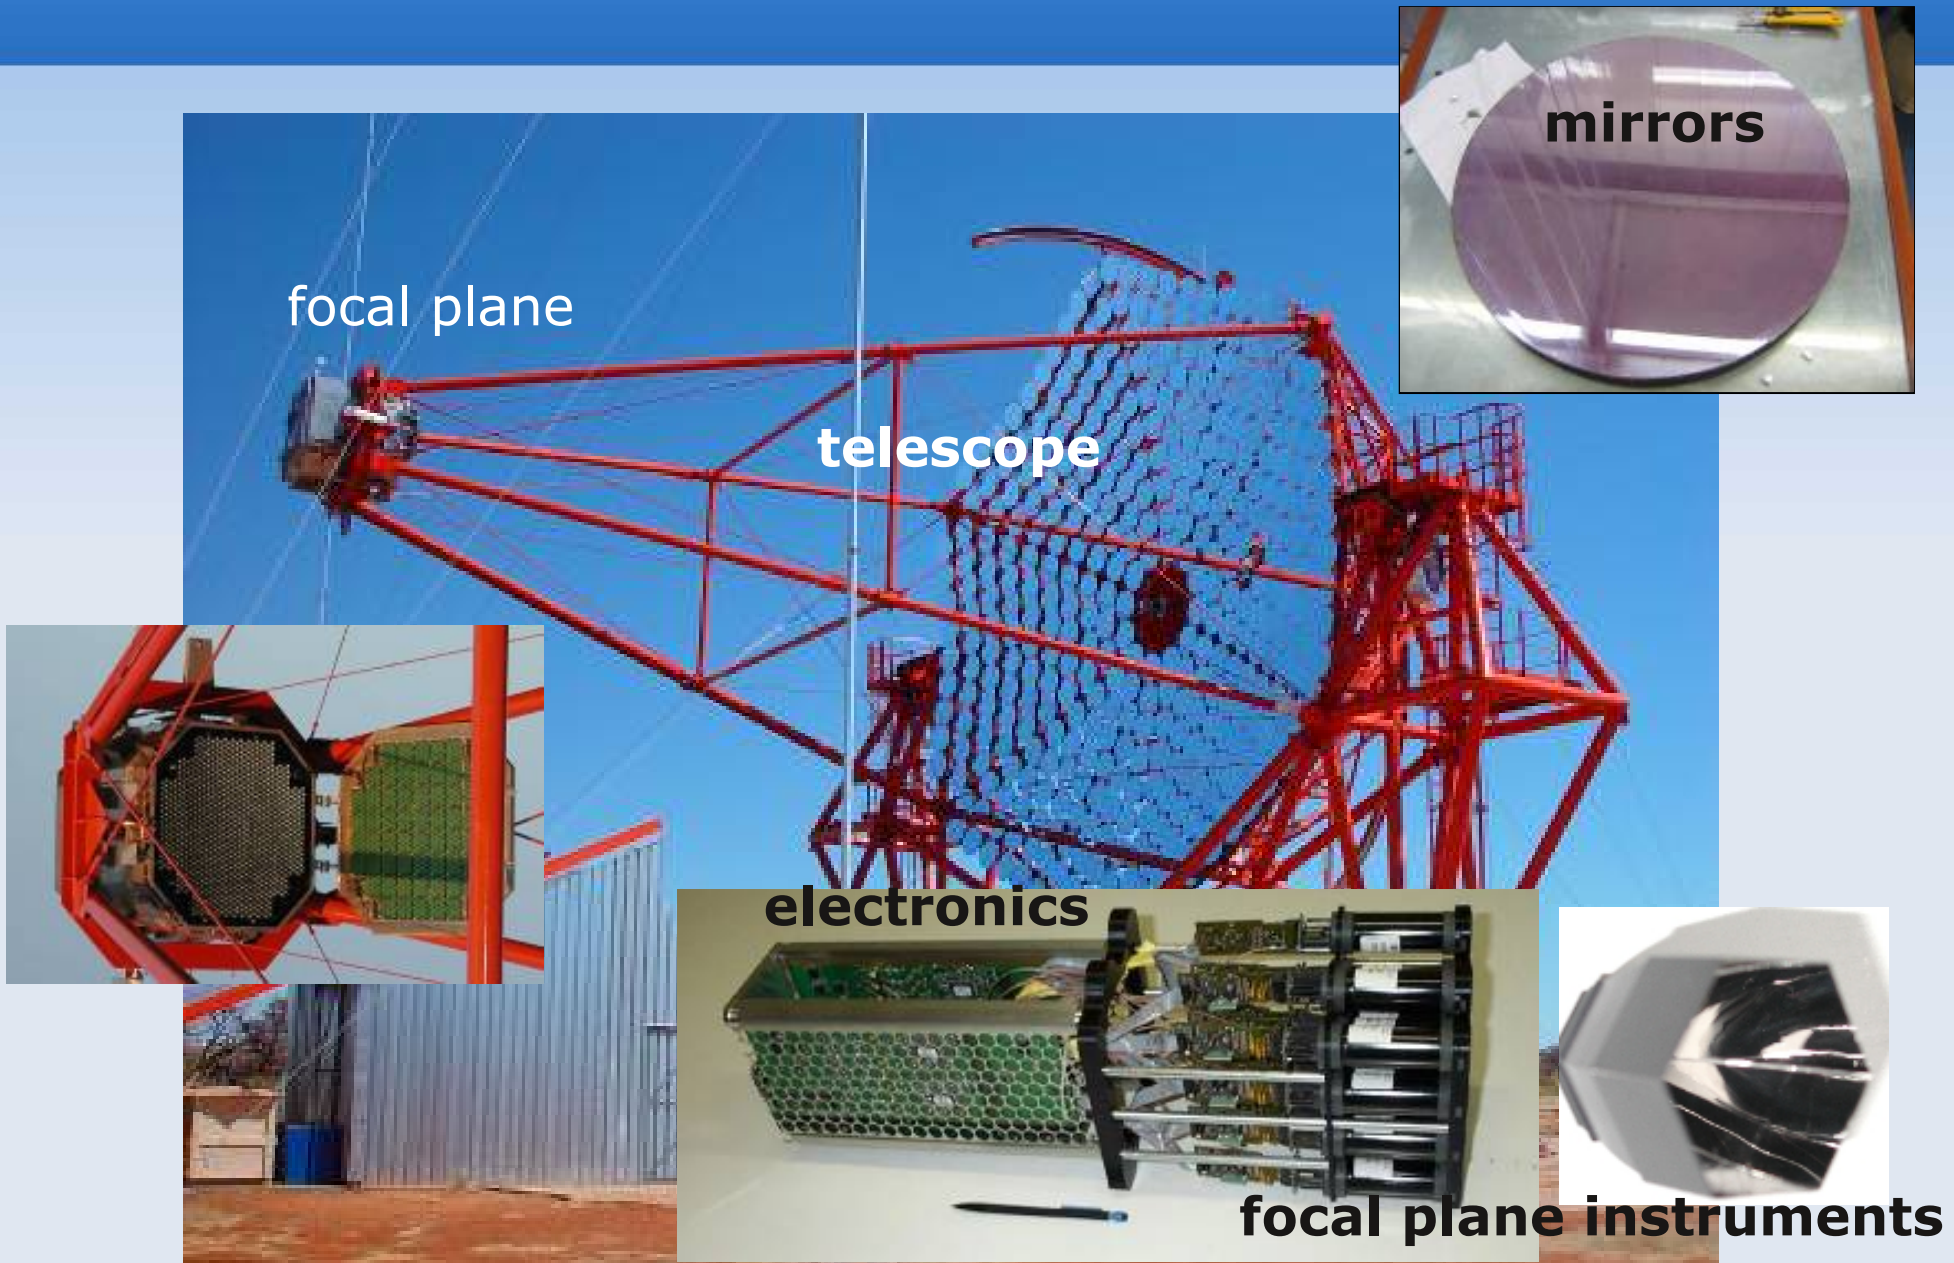 mirrors
focal plane
telescope
electronics
focal plane instruments